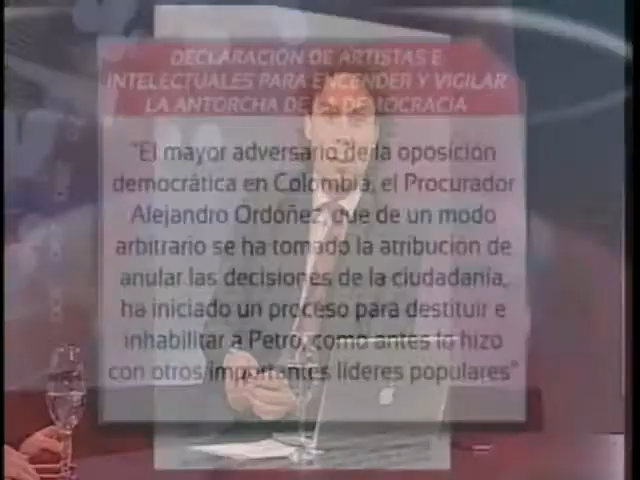 DECLARACIÓN DE ARTISTAS E
INTELECTUALES PARA ENCENDER Y VIGILAR
LA ANTORCHA DE LA DEMOCRACIA
"El mayor adversario de la oposición
democrática en Colombia, el Procurador
Alejandro Ordóñez, que de un modo
arbitrario se ha tomado la atribución de
anular las decisiones de la ciudadanía,
ha iniciado un proceso para destituir e
inhabilitar a Petro, como antes lo hizo
con otros importantes líderes populares"